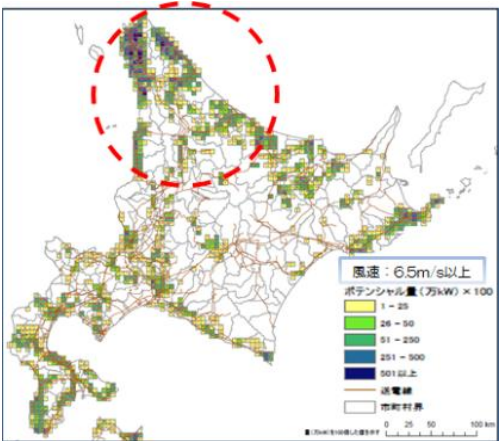 風速：6.5m/s以上
ポテンシャル量(万kW)×100
1 - 25
26 - 50
51 - 250
251 - 500
501以上
送電線
市町村界
0 25 50 100 km